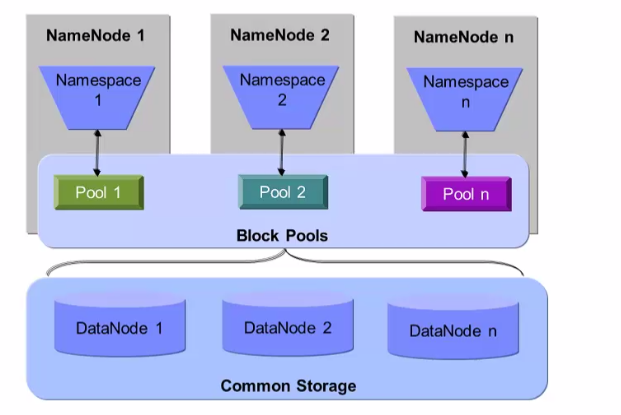 NameNode 1
NameNode 2
NameNode n
Namespace
1
Namespace
2
Namespace
n
Pool 1
Pool 2
Pool n
Block Pools
DataNode 1
DataNode 2
DataNode n
Common Storage